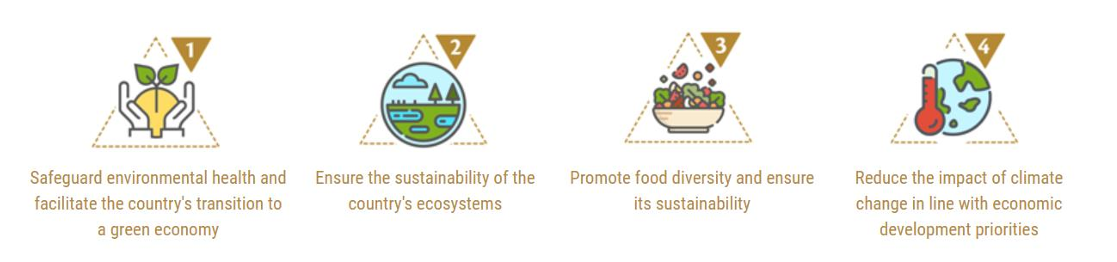 1
Safeguard environmental health and
facilitate the country's transition to
a green economy
2
Ensure the sustainability of the
country's ecosystems
3
Promote food diversity and ensure
its sustainability
4
Reduce the impact of climate
change in line with economic
development priorities